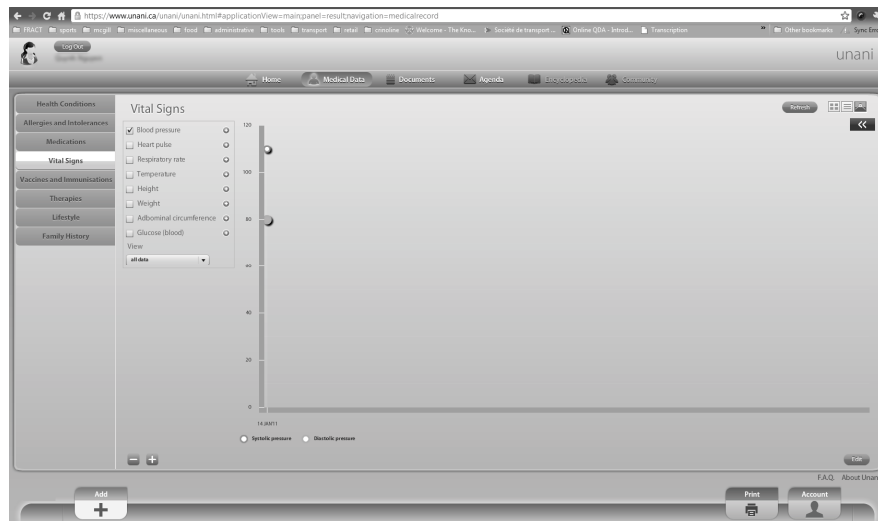 https://www.unani.ca/unani/unani.html#applicationView=main;panel=result;navigation=medicalrecord
FRACT sports mcgill miscellaneous food administrative tools transport retail crinoline Welcome - The Kno... Société de transport ... Online QDA - Introd... Transcription » Other bookmarks Sync Err
Log Out
unani
Home Medical Data Documents Agenda Encyclopedia Community
Health Conditions
Allergies and Intolerances
Medications
Vital Signs
Vaccines and Immunisations
Therapies
Lifestyle
Family History
Vital Signs
Refresh
Blood pressure
Heart pulse
Respiratory rate
Temperature
Height
Weight
Adbominal circumference
Glucose (blood)
View
all data
120
100
80
60
40
20
0
14 JAN/11
Systolic pressure Diastolic pressure
Edit
F.A.Q. About Unani
Add
Print
Account